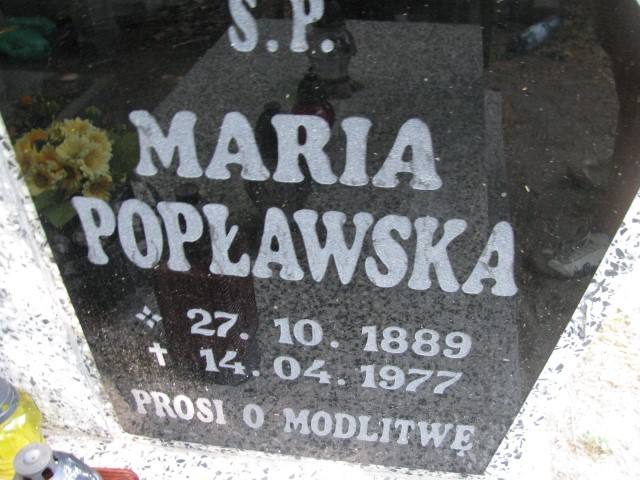 Ś.P.
MARIA
POPŁAWSKA
27. 10. 1889
14. 04. 1977
PROSI O MODLITWĘ